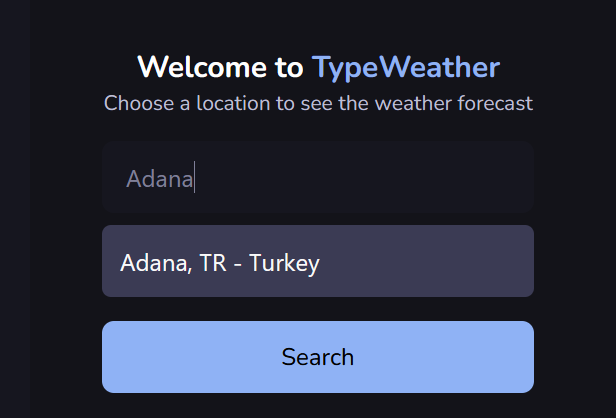 Welcome to TypeWeather
Choose a location to see the weather forecast
Adana
Adana, TR - Turkey
Search